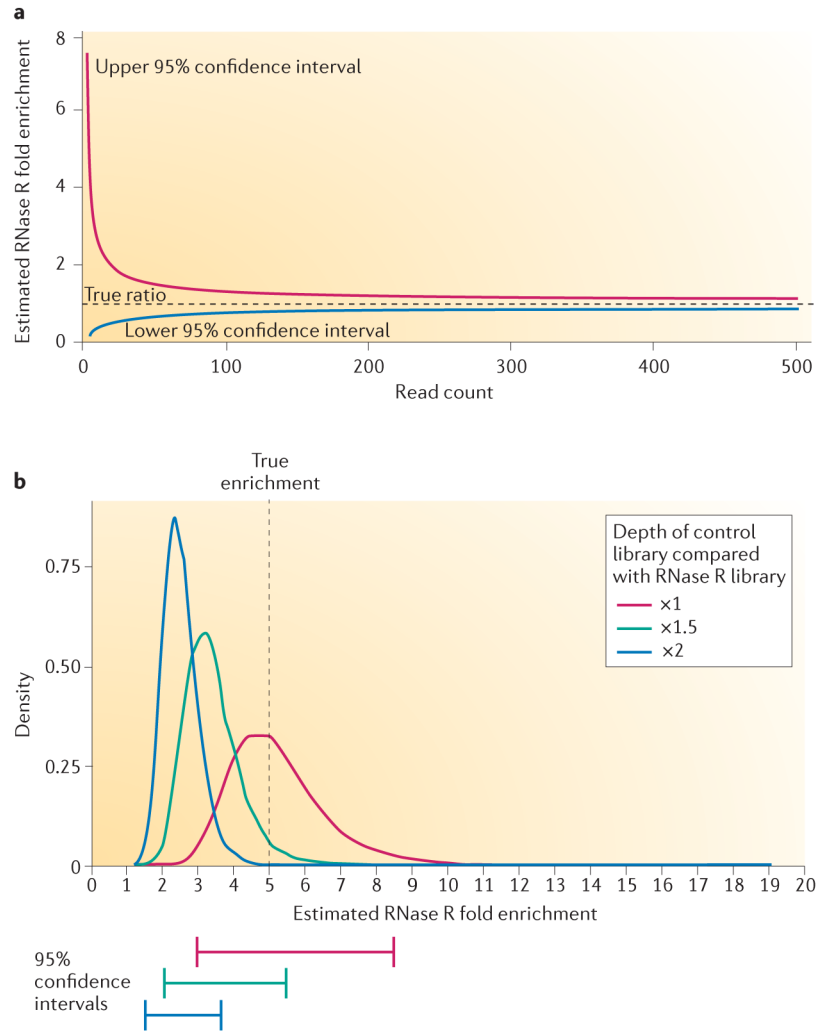 a
Estimated RNase R fold enrichment
8
6
4
2
0
Upper 95% confidence interval
True ratio
Lower 95% confidence interval
0 100 200 300 400 500
Read count
b
True
enrichment
Density
0.75
0.50
0.25
0
Depth of control
library compared
with RNase R library
×1
×1.5
×2
0 1 2 3 4 5 6 7 8 9 10 11 12 13 14 15 16 17 18 19 20
Estimated RNase R fold enrichment
95%
confidence
intervals